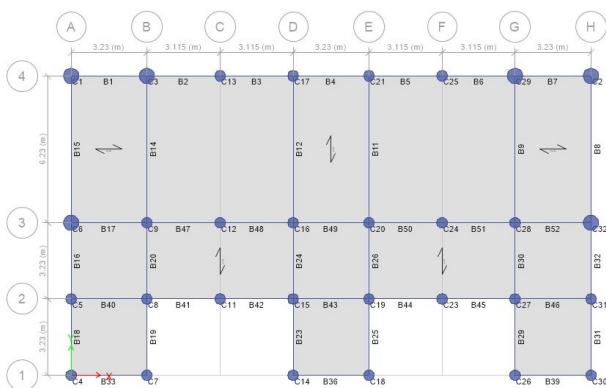 A B C D E F G H
3.23 (m) 3.115 (m) 3.115 (m) 3.23 (m) 3.115 (m) 3.115 (m) 3.23 (m)
4
C1 B1 C3 B2 C13 B3 C17 B4 C21 B5 C25 B6 C29 B7 C2
6.23 (m) B15 B14 B12 B11 B9 B8
3
C6 B17 C9 B47 C12 B48 C16 B49 C20 B50 C24 B51 C28 B52 C32
3.23 (m) B16 B20 B24 B26 B30 B32
2
C5 B40 C8 B41 C11 B42 C15 B43 C19 B44 C23 B45 C27 B46 C31
3.23 (m) B18 B19 B23 B25 B29 B31
Y
1 X
C4 B33 C7 C14 B36 C18 C26 B39 C30